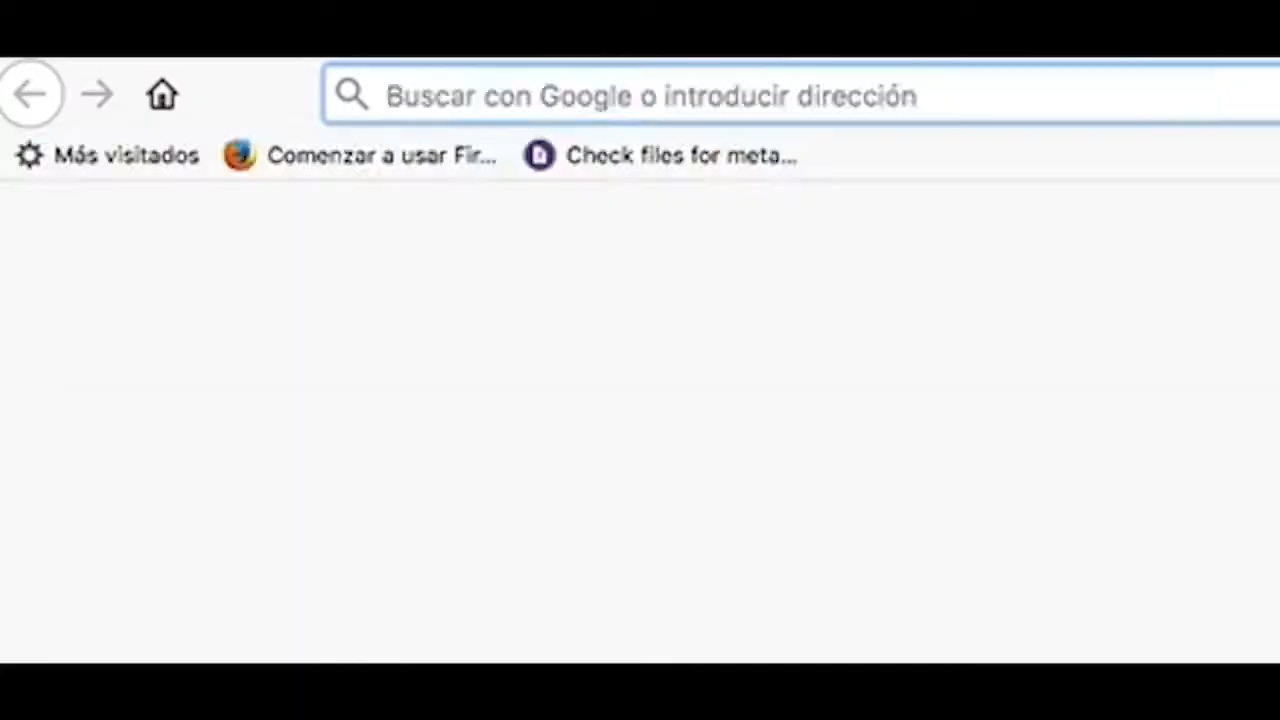 Buscar con Google o introducir dirección
Más visitados Comenzar a usar Fir... Check files for meta...